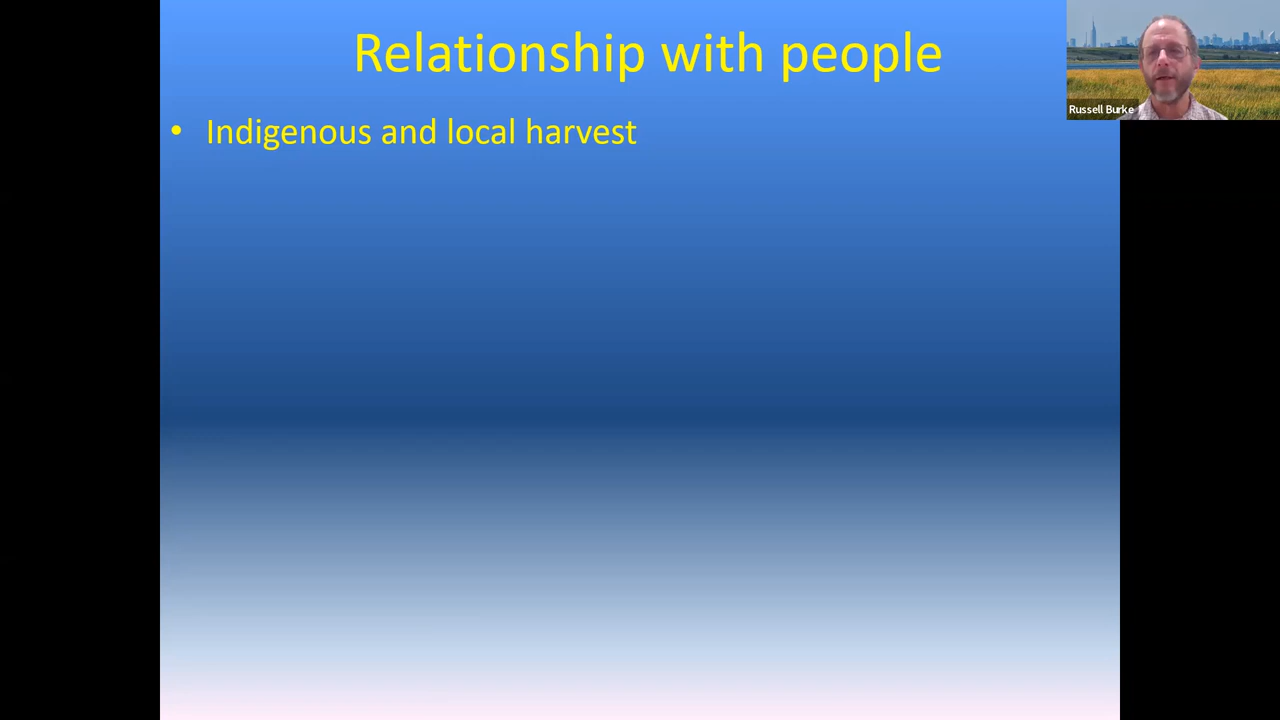 Relationship with people
• Indigenous and local harvest
Russell Burke